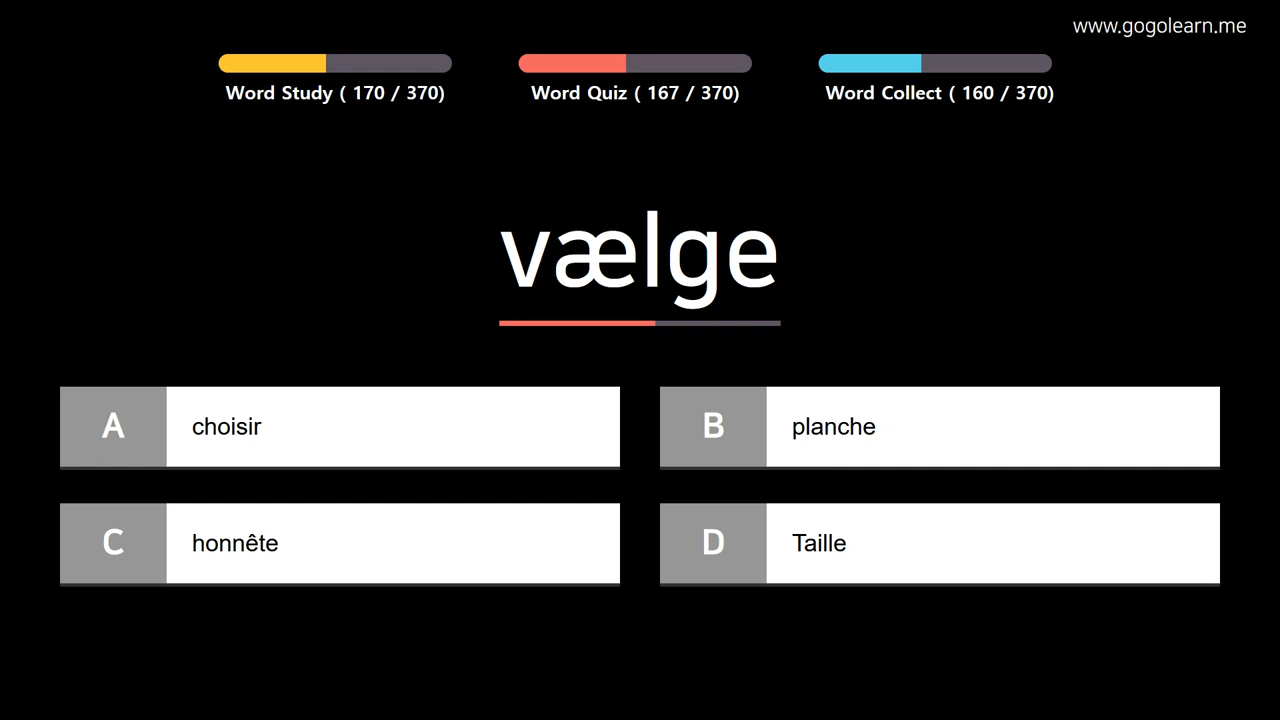 www.gogolearn.me
Word Study ( 170 / 370)
Word Quiz ( 167 / 370)
Word Collect ( 160 / 370)
vælge
A choisir
B planche
C honnête
D Taille